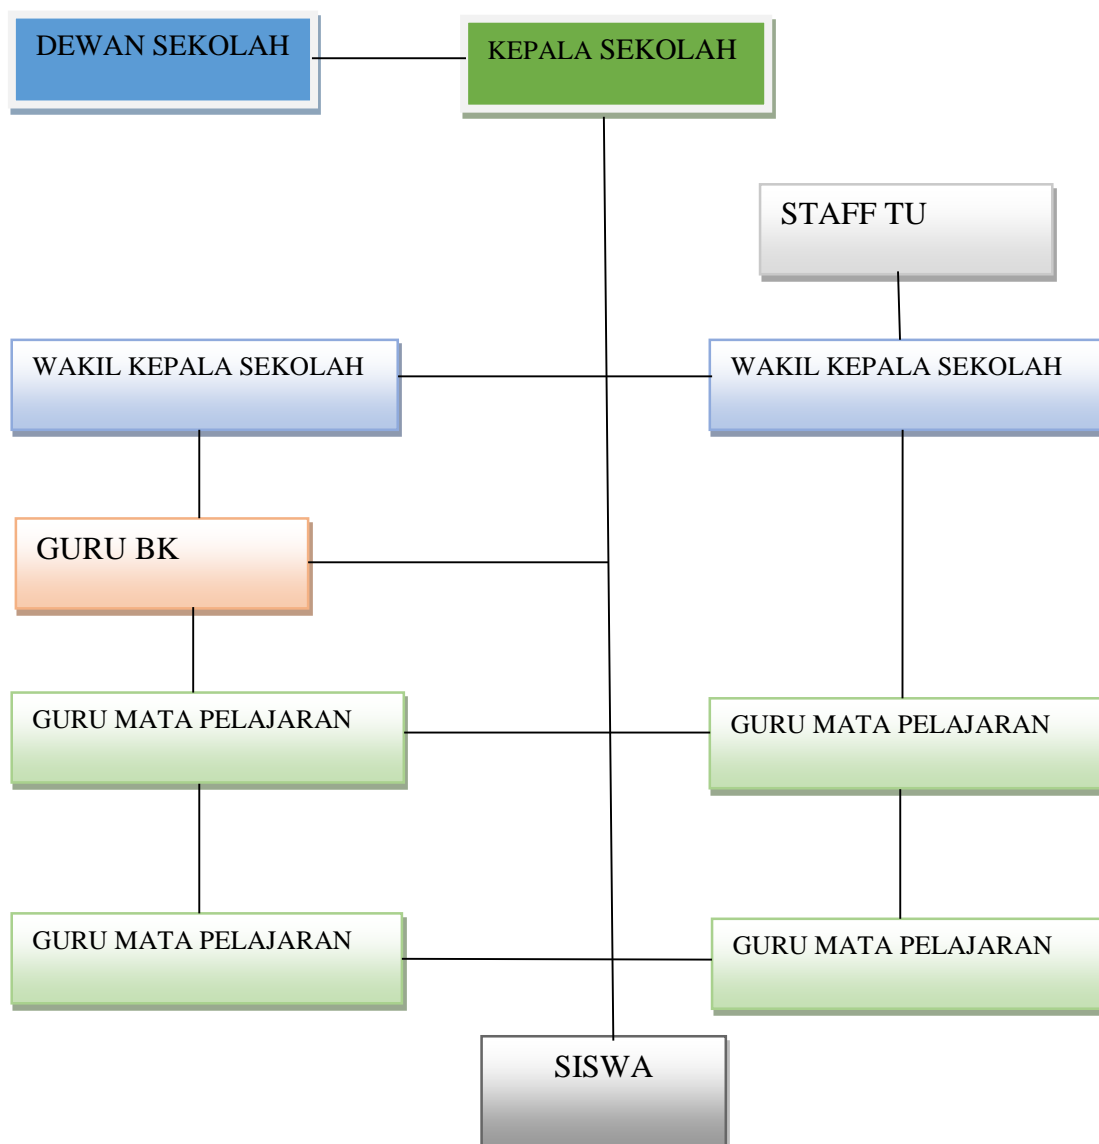 DEWAN SEKOLAH
KEPALA SEKOLAH
STAFF TU
WAKIL KEPALA SEKOLAH
WAKIL KEPALA SEKOLAH
GURU BK
GURU MATA PELAJARAN
GURU MATA PELAJARAN
GURU MATA PELAJARAN
GURU MATA PELAJARAN
SISWA